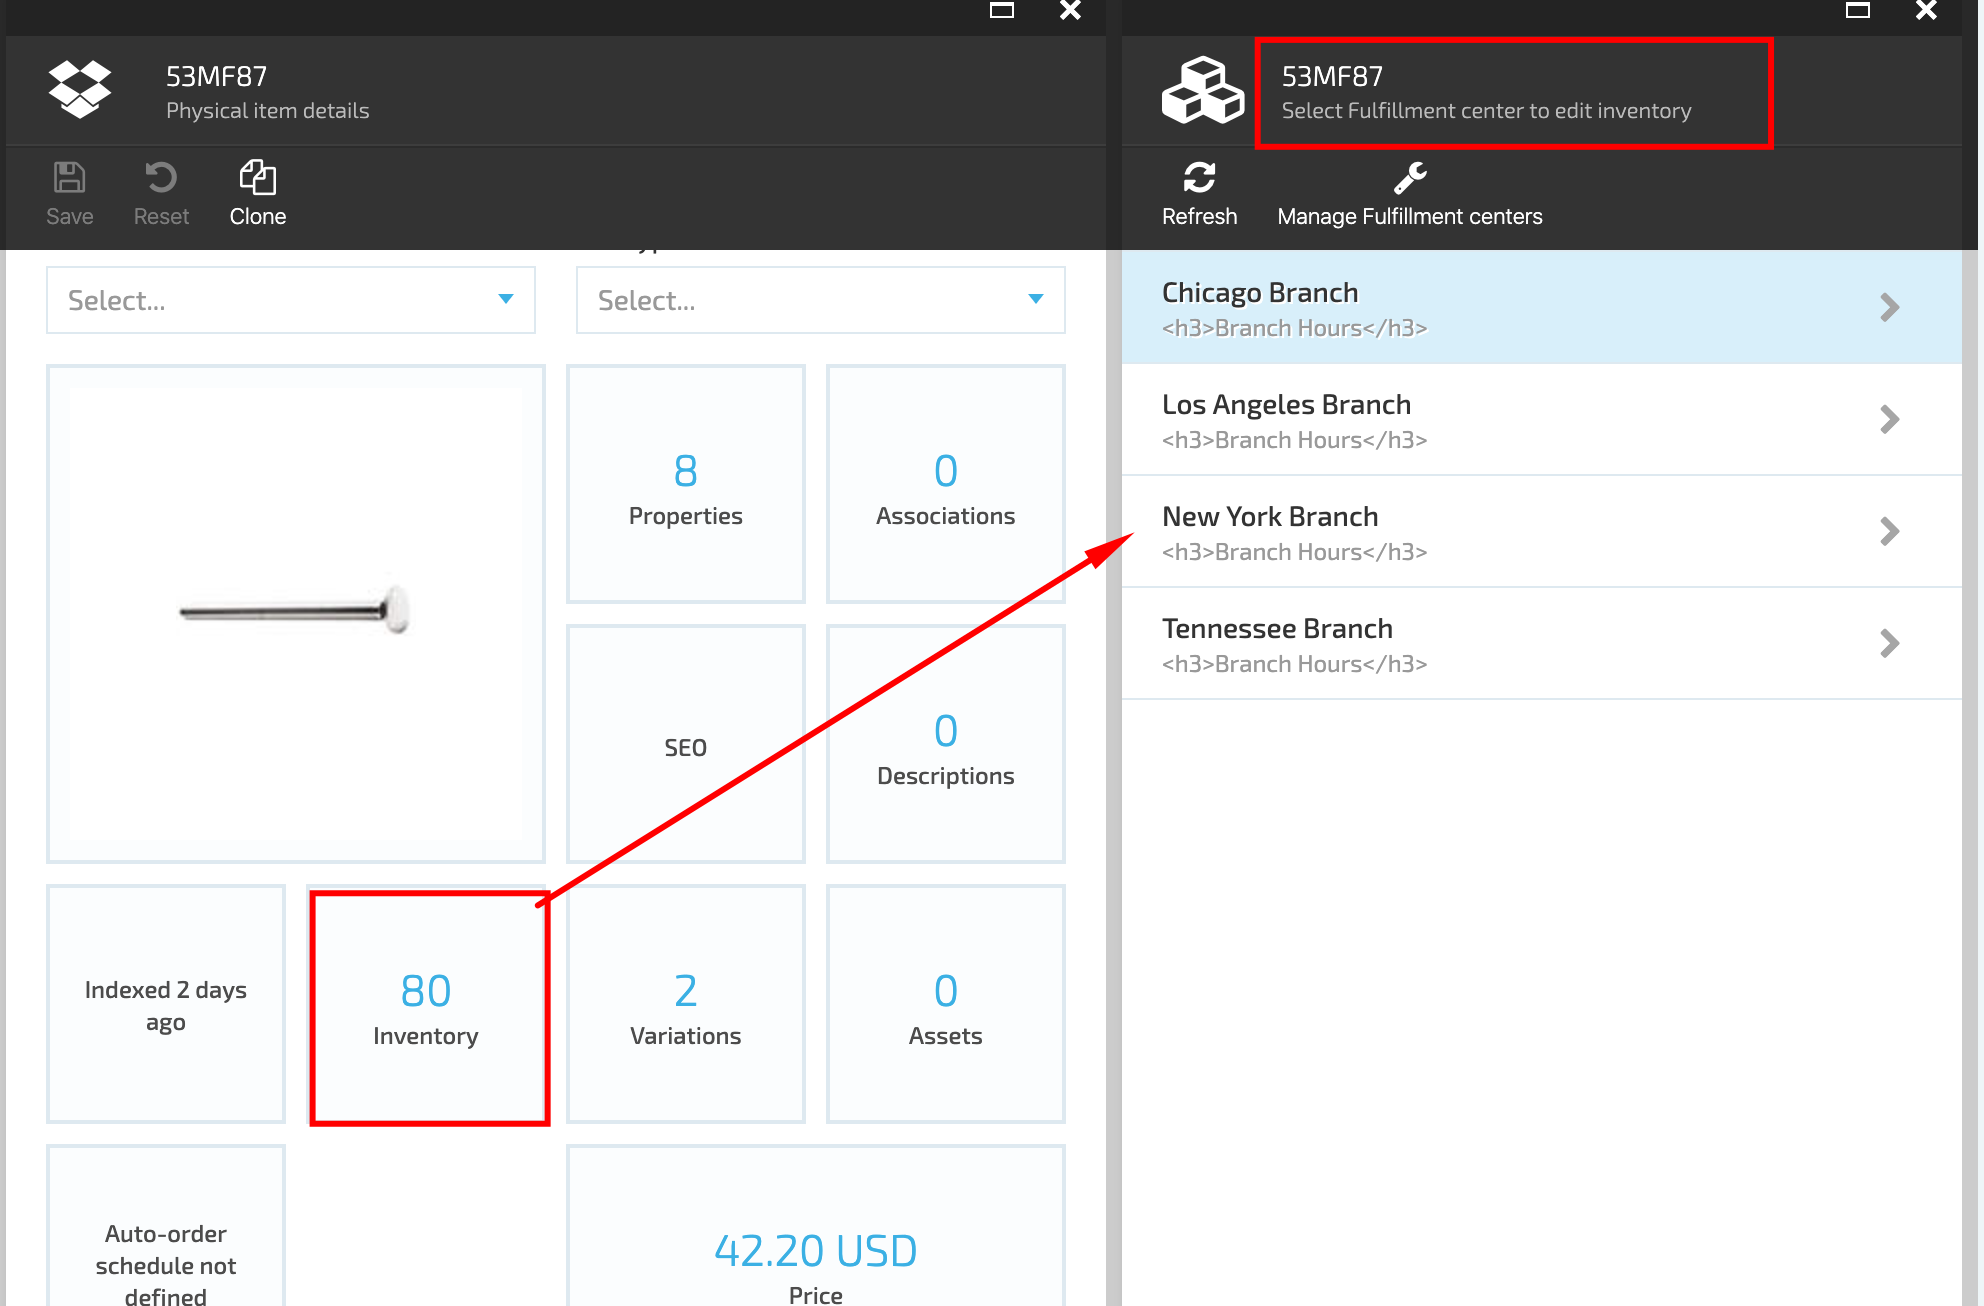 53MF87
Physical item details
Save
Reset
Clone
Select...
Select...
8
Properties
0
Associations
SEO
0
Descriptions
Indexed 2 days
ago
80
Inventory
2
Variations
0
Assets
Auto-order
schedule not
defined
42.20 USD
Price
53MF87
Select Fulfillment center to edit inventory
Refresh
Manage Fulfillment centers
Chicago Branch
<h3>Branch Hours</h3>
Los Angeles Branch
<h3>Branch Hours</h3>
New York Branch
<h3>Branch Hours</h3>
Tennessee Branch
<h3>Branch Hours</h3>